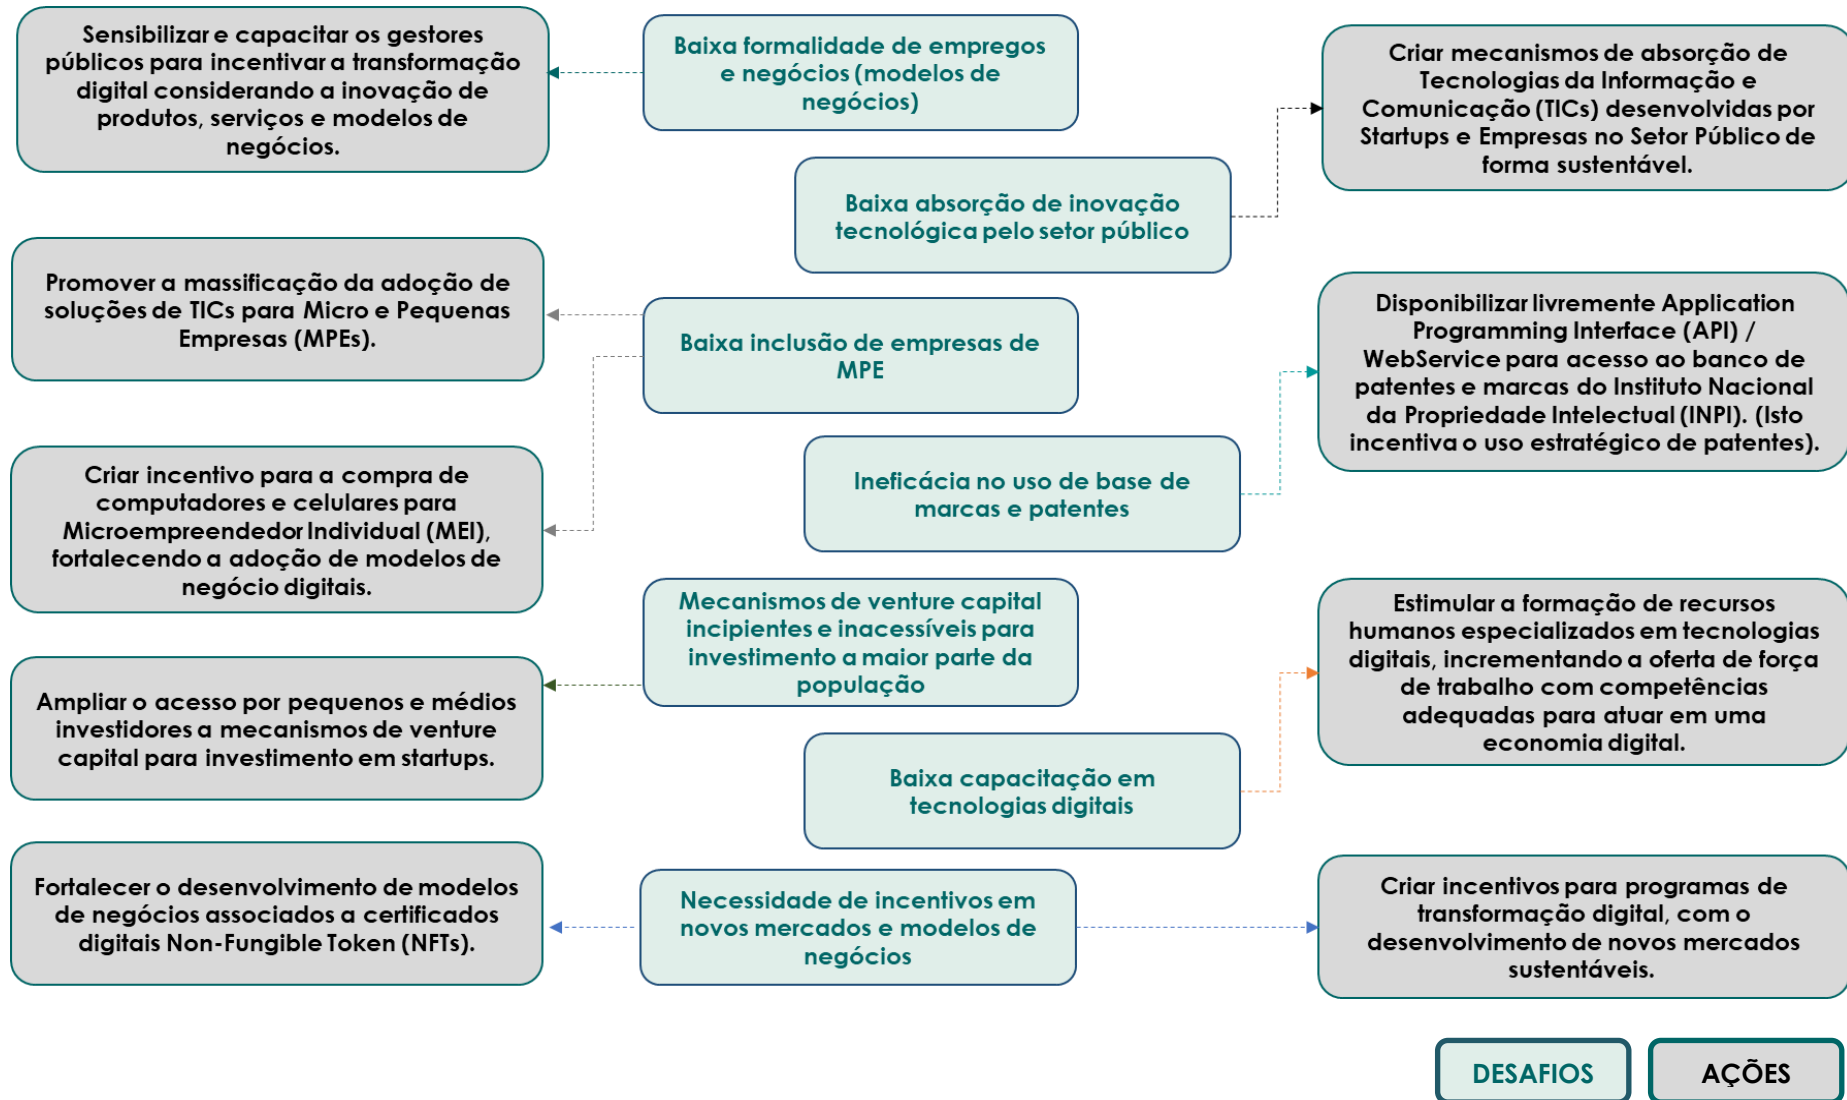 Sensibilizar e capacitar os gestores
públicos para incentivar a transformação
digital considerando a inovação de
produtos, serviços e modelos de
negócios.
Baixa formalidade de empregos
e negócios (modelos de
negócios)
Criar mecanismos de absorção de
Tecnologias da Informação e
Comunicação (TICs) desenvolvidas por
Startups e Empresas no Setor Público de
forma sustentável.
Baixa absorção de inovação
tecnológica pelo setor público
Promover a massificação da adoção de
soluções de TICs para Micro e Pequenas
Empresas (MPEs).
Baixa inclusão de empresas de
MPE
Disponibilizar livremente Application
Programming Interface (API) /
WebService para acesso ao banco de
patentes e marcas do Instituto Nacional
da Propriedade Intelectual (INPI). (Isto
incentiva o uso estratégico de patentes).
Criar incentivo para a compra de
computadores e celulares para
Microempreendedor Individual (MEI),
fortalecendo a adoção de modelos de
negócio digitais.
Ineficácia no uso de base de
marcas e patentes
Mecanismos de venture capital
incipientes e inacessíveis para
investimento a maior parte da
população
Estimular a formação de recursos
humanos especializados em tecnologias
digitais, incrementando a oferta de força
de trabalho com competências
adequadas para atuar em uma
economia digital.
Ampliar o acesso por pequenos e médios
investidores a mecanismos de venture
capital para investimento em startups.
Baixa capacitação em
tecnologias digitais
Fortalecer o desenvolvimento de modelos
de negócios associados a certificados
digitais Non-Fungible Token (NFTs).
Necessidade de incentivos em
novos mercados e modelos de
negócios
Criar incentivos para programas de
transformação digital, com o
desenvolvimento de novos mercados
sustentáveis.
DESAFIOS
AÇÕES